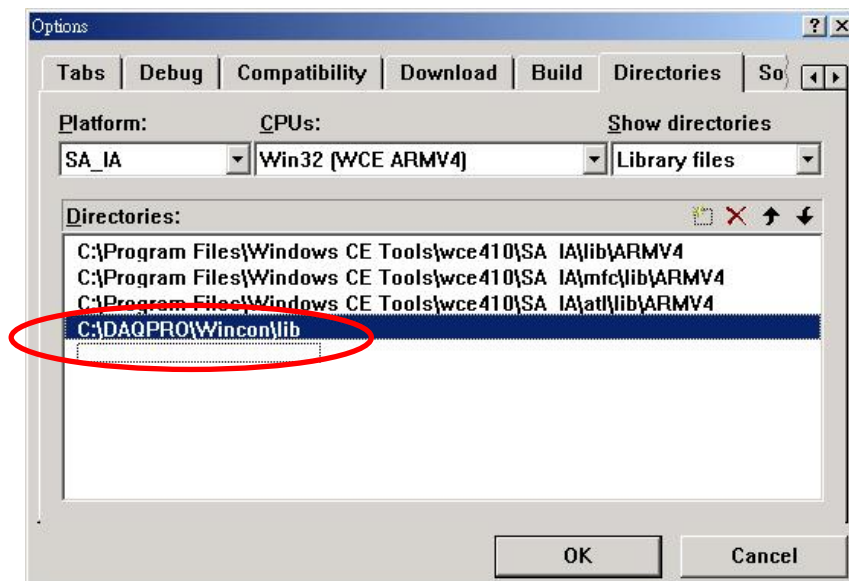 Options
Tabs Debug Compatibility Download Build Directories
Platform: CPUs: Show directories
SA_IA Win32 (WCE ARMV4) Library files
Directories:
C:\Program Files\Windows CE Tools\wce410\SA_IA\lib\ARMV4
C:\Program Files\Windows CE Tools\wce410\SA_IA\mfc\lib\ARMV4
C:\Program Files\Windows CE Tools\wce410\SA_IA\atl\lib\ARMV4
C:\DAQPRO\Wincon\lib
OK Cancel